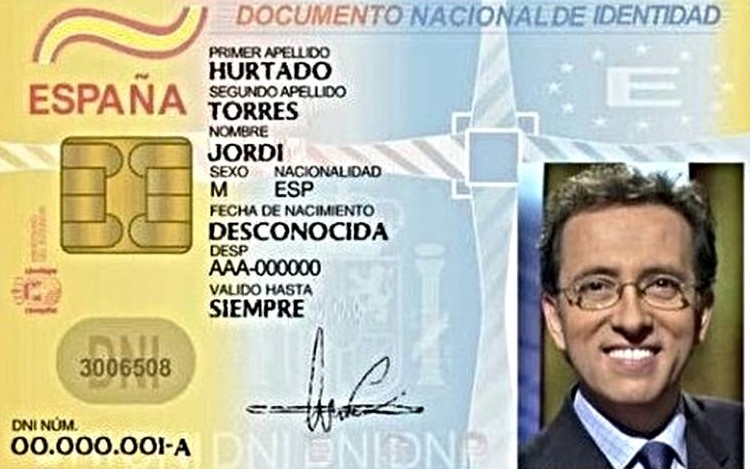 DOCUMENTO NACIONAL DE IDENTIDAD
ESPAÑA
PRIMER APELLIDO
HURTADO
SEGUNDO APELLIDO
TORRES
NOMBRE
JORDI
SEXO NACIONALIDAD
M ESP
FECHA DE NACIMIENTO
DESCONOCIDA
DESP
AAA-000000
VALIDO HASTA
SIEMPRE
E
DNI
3006508
DNI NÚM.
00.000.001-A
DNI DNI DNI